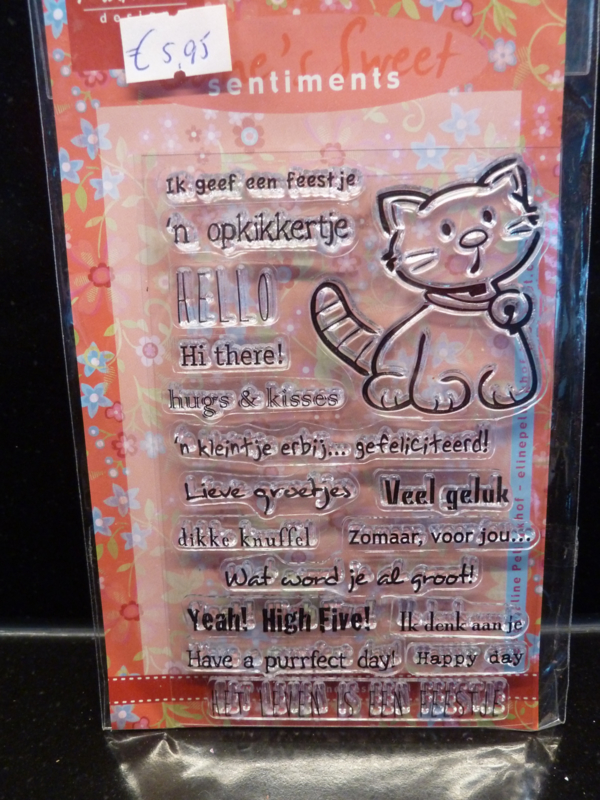 € 5,95
Sweet
sentiments
Ik geef een feestje
'n opkikkertje
HELLO
Hi there!
hugs & kisses
'n kleintje erbij... gefeliciteerd!
Lieve groetjes Veel geluk
dikke knuffel Zomaar, voor jou...
Wat word je al groot!
Yeah! High Five! Ik denk aan je
Have a purrfect day! Happy day
HET LEVEN IS EEN FEESTJE